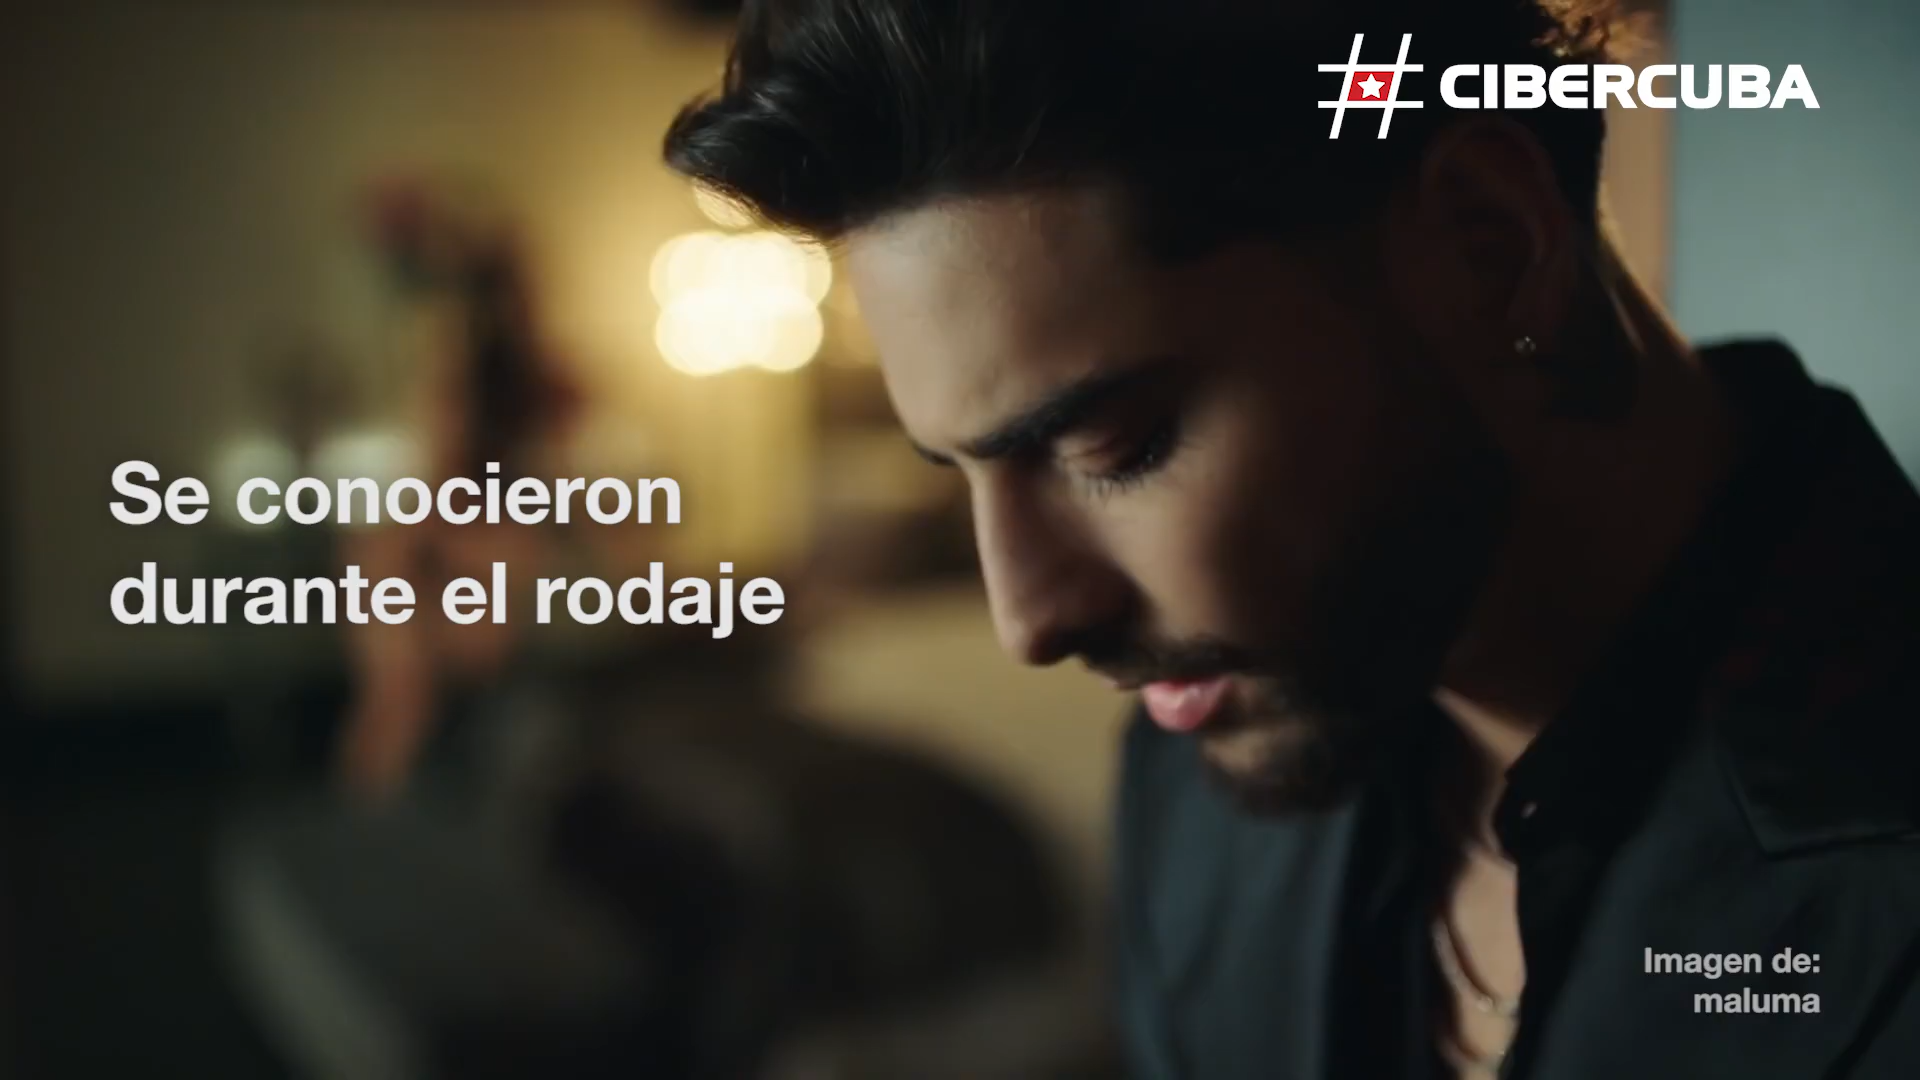 #CIBERCUBA
Se conocieron
durante el rodaje
Imagen de:
maluma